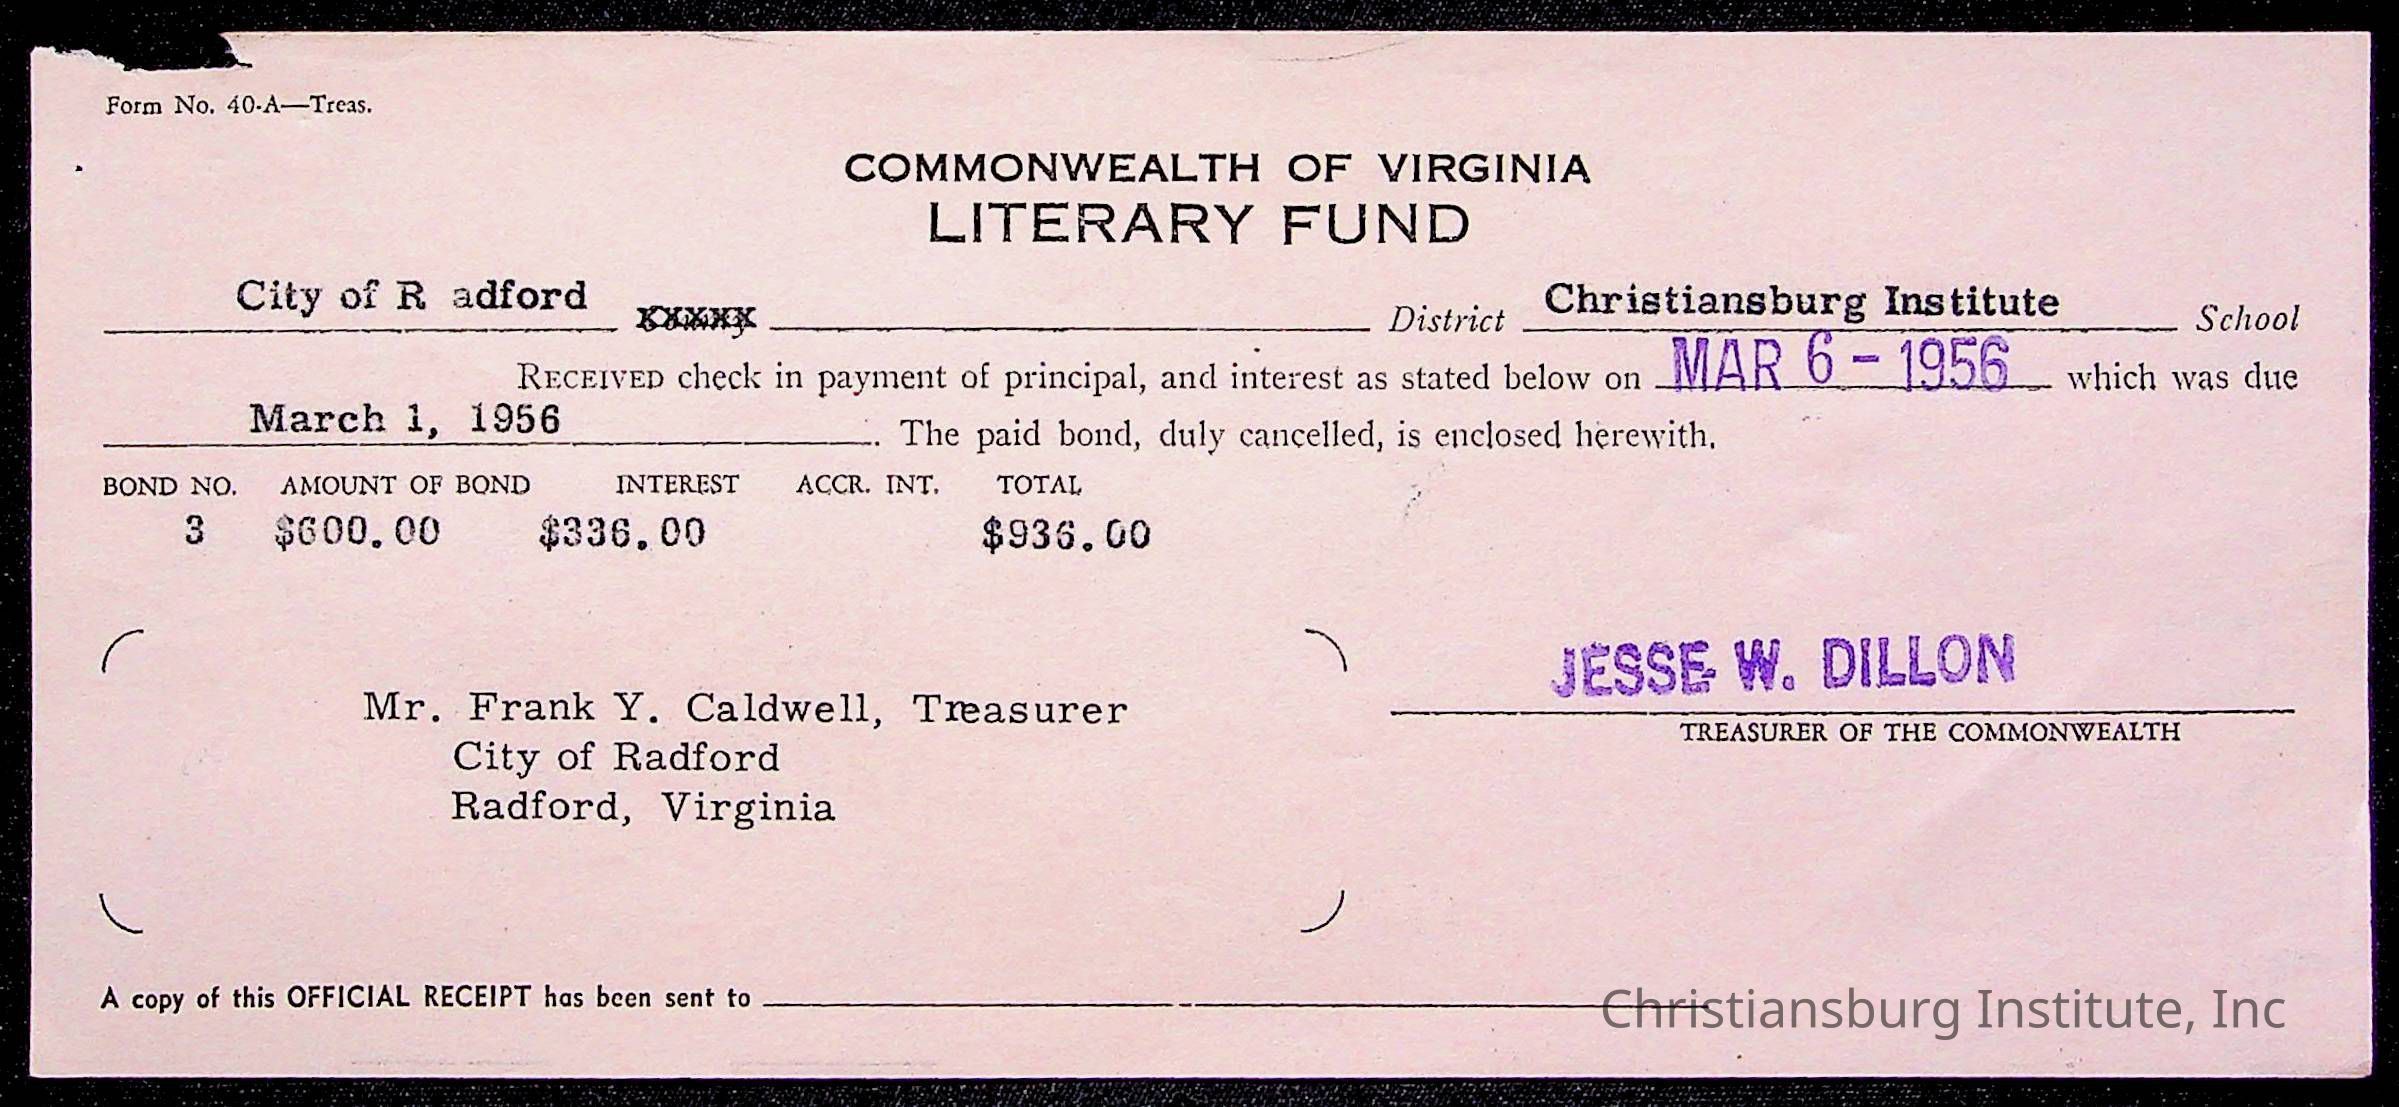 Form No. 40-A—Treas.
COMMONWEALTH OF VIRGINIA
LITERARY FUND
City of R adford xxxxx District Christiansburg Institute School
RECEIVED check in payment of principal, and interest as stated below on MAR 6 - 1956 which was due
March 1, 1956. The paid bond, duly cancelled, is enclosed herewith.
BOND NO. AMOUNT OF BOND INTEREST ACCR. INT. TOTAL
3 $600.00 $336.00 $936.00
JESSE W. DILLON
TREASURER OF THE COMMONWEALTH
Mr. Frank Y. Caldwell, Treasurer
City of Radford
Radford, Virginia
A copy of this OFFICIAL RECEIPT has been sent to
Christiansburg Institute, Inc